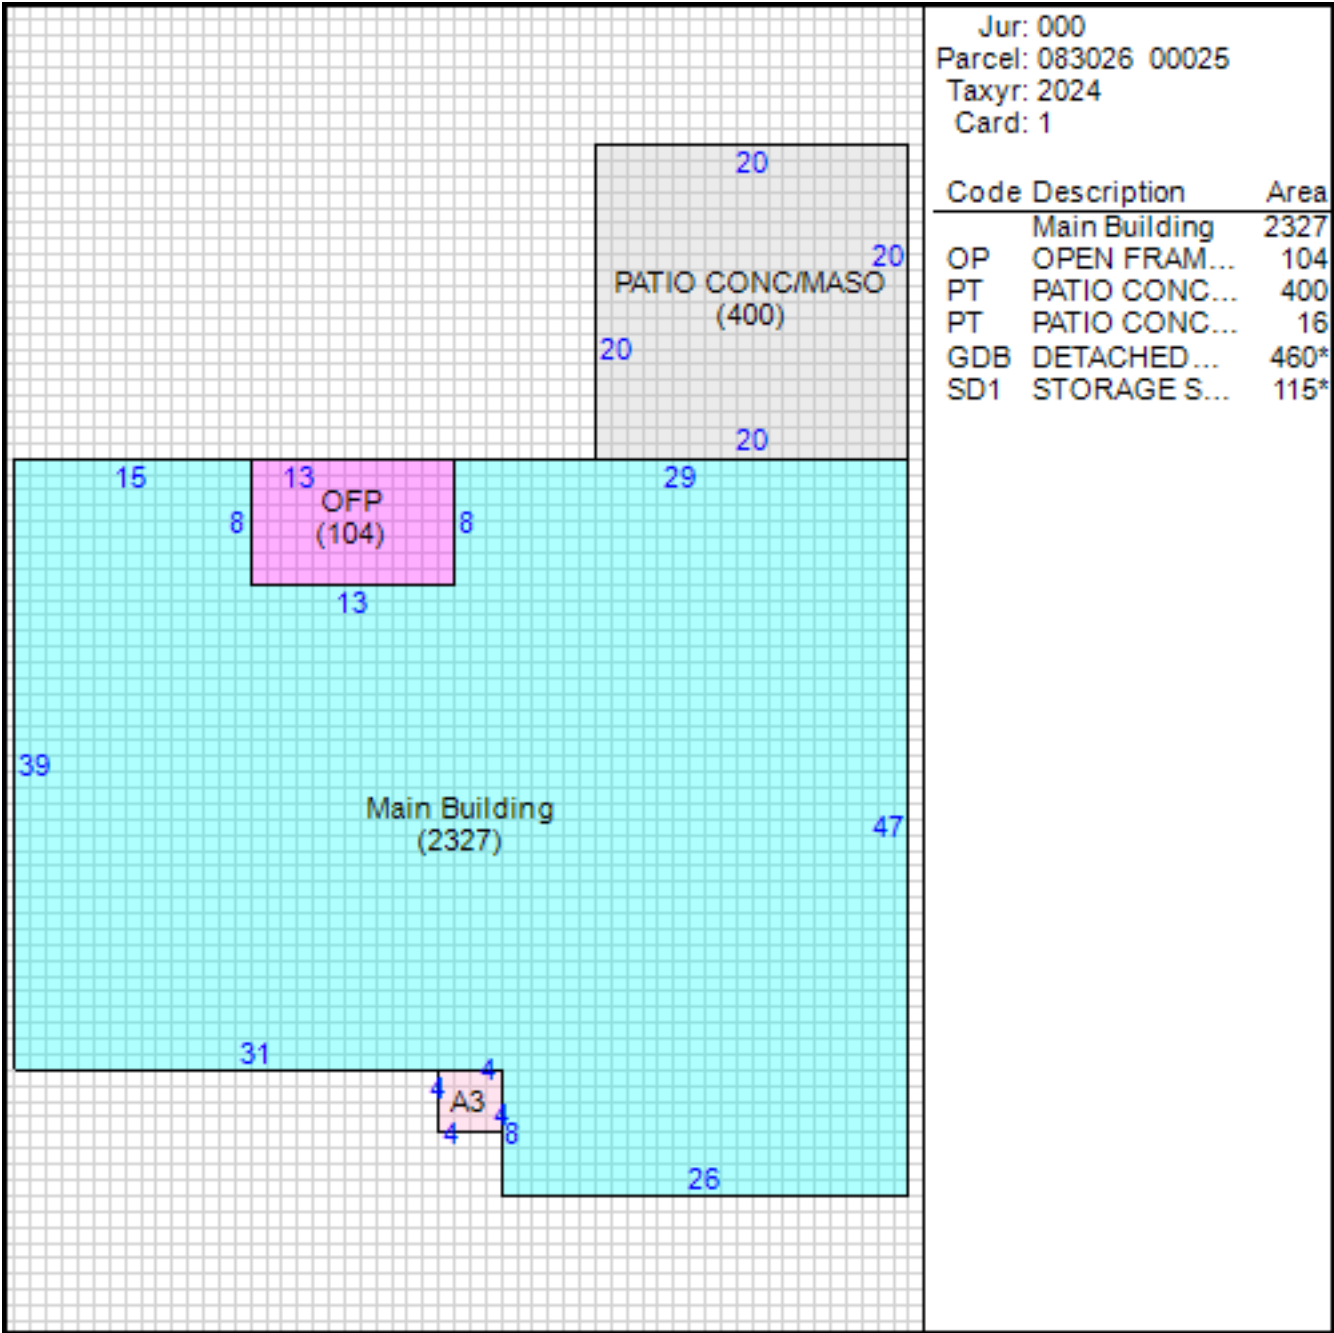 Jur: 000
Parcel: 083026 00025
Taxyr: 2024
Card: 1
Code Description Area
Main Building 2327
OP OPEN FRAM... 104
PT PATIO CONC... 400
PT PATIO CONC... 16
GDB DETACHED... 460*
SD1 STORAGE S... 115*
20
20
PATIO CONC/MASO
(400)
20
20
15
13
29
OFP
8
8
(104)
13
39
Main Building
47
(2327)
31
4
4
A3
4
4
8
26